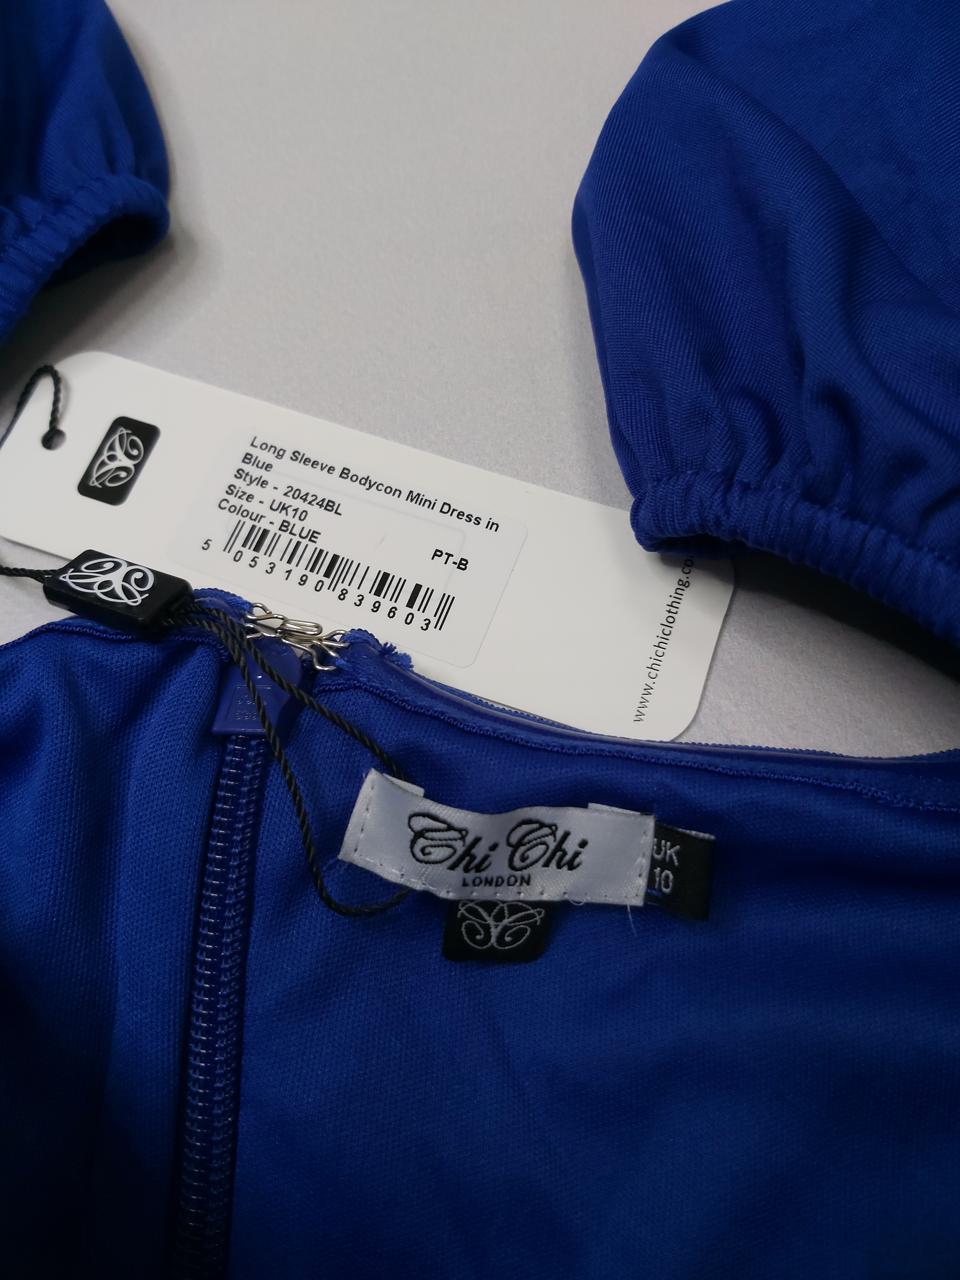 Long Sleeve Bodycon Mini Dress in
Blue
Style - 20424BL
Size - UK10
Colour - BLUE
PT-B
5 053190 839603
www.chichiclothing.co
Chi Chi
LONDON
UK
10